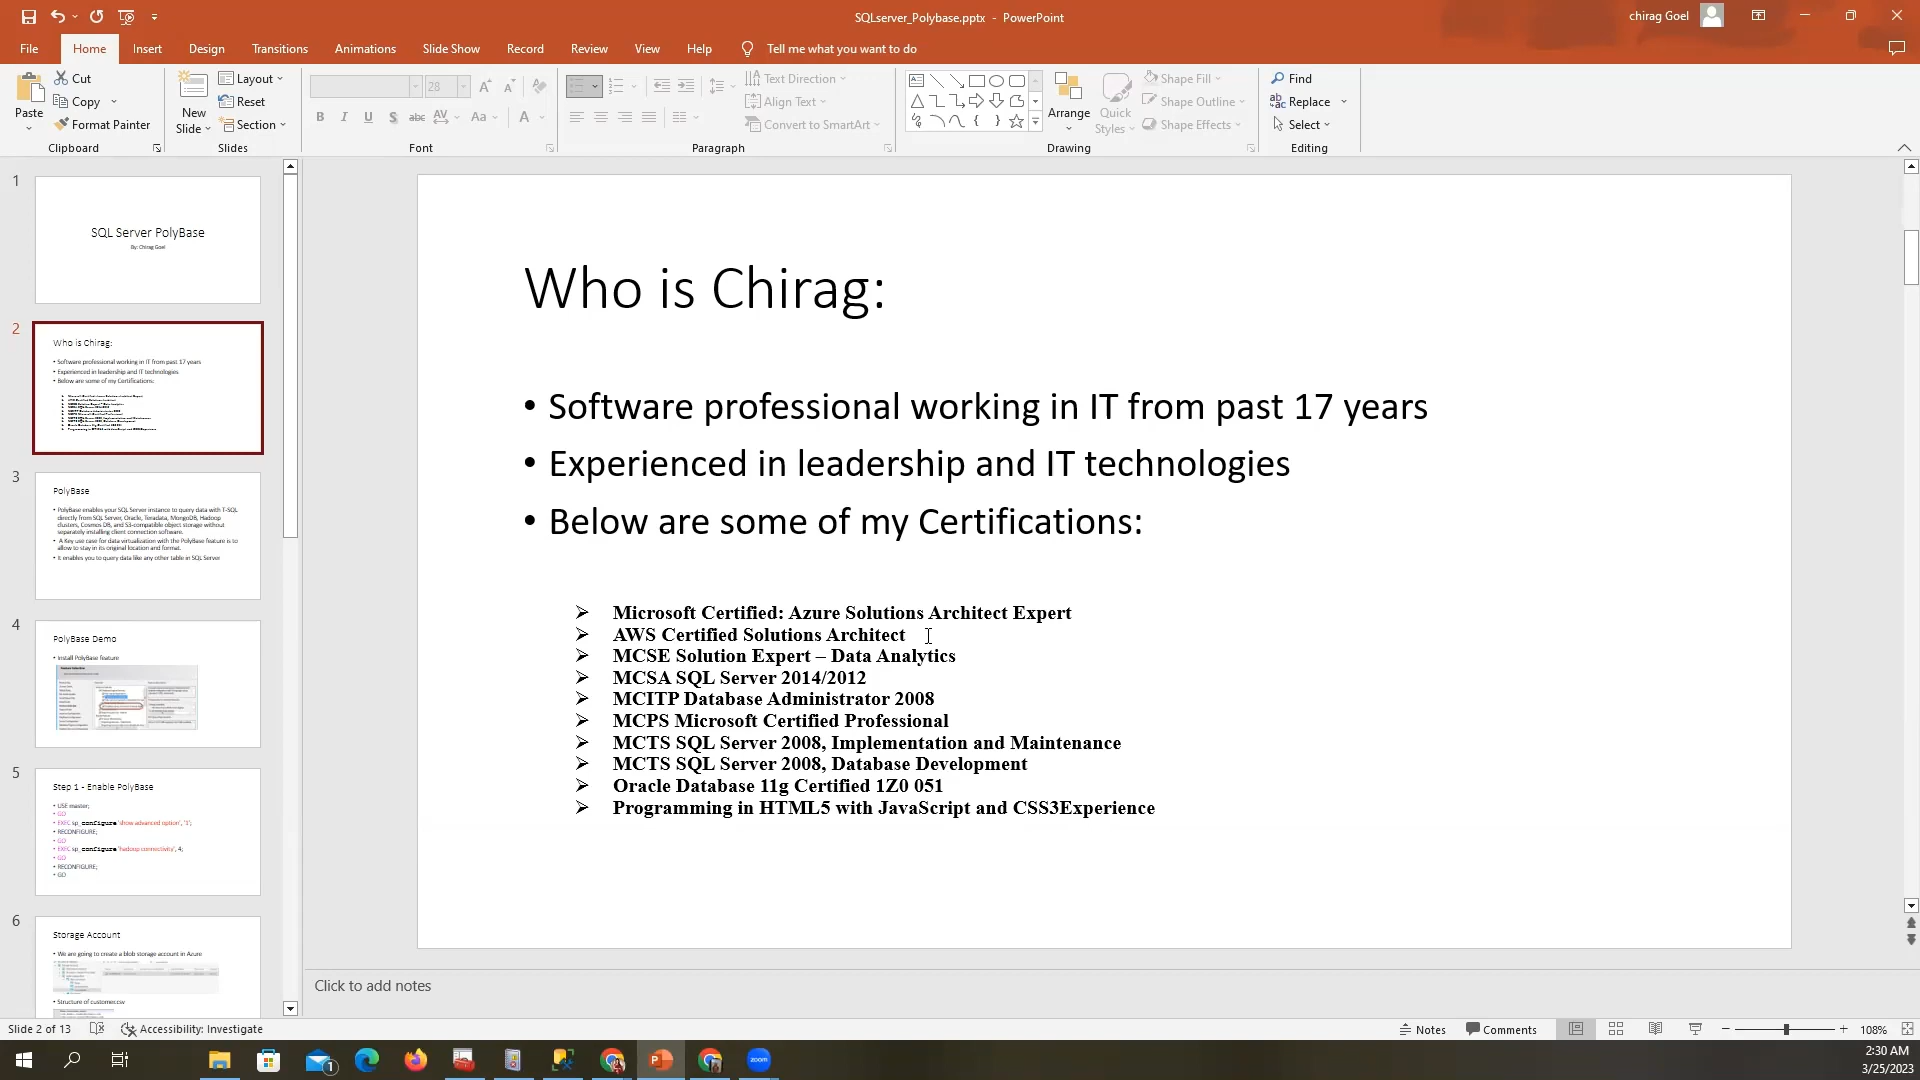 SQLserver_Polybase.pptx - PowerPoint
chirag Goel
File Home Insert Design Transitions Animations Slide Show Record Review View Help Tell me what you want to do
Paste
Cut
Copy
Format Painter
Clipboard
New
Slide
Layout
Reset
Section
Slides
28
B I U S abc AV Aa A
Font
Text Direction
Align Text
Convert to SmartArt
Paragraph
Arrange
Quick
Styles
Shape Fill
Shape Outline
Shape Effects
Drawing
Find
Replace
Select
Editing
1
SQL Server PolyBase
By: Chirag Goel
2
Who is Chirag:
• Software professional working in IT from past 17 years
• Experienced in leadership and IT technologies
• Below are some of my Certifications:
3
PolyBase
• PolyBase enables your SQL Server instance to query data with T-SQL
directly from SQL Server, Oracle, Teradata, MongoDB, Hadoop
clusters, Cosmos DB, and S3-compatible object storage without
separately installing client connection software.
• A Key use case for data virtualization with the PolyBase feature is to
allow to stay in its original location and format.
• It enables you to query data like any other table in SQL Server
4
PolyBase Demo
• Install PolyBase feature
5
Step 1 - Enable PolyBase
• USE master;
• GO
• EXEC sp_configure 'show advanced option', '1';
• RECONFIGURE;
• GO
• EXEC sp_configure 'hadoop connectivity', 4;
• GO
• RECONFIGURE;
• GO
6
Storage Account
• We are going to create a blob storage account in Azure
• Structure of customer.csv
Who is Chirag:
• Software professional working in IT from past 17 years
• Experienced in leadership and IT technologies
• Below are some of my Certifications:
➢ Microsoft Certified: Azure Solutions Architect Expert
➢ AWS Certified Solutions Architect
➢ MCSE Solution Expert – Data Analytics
➢ MCSA SQL Server 2014/2012
➢ MCITP Database Administrator 2008
➢ MCPS Microsoft Certified Professional
➢ MCTS SQL Server 2008, Implementation and Maintenance
➢ MCTS SQL Server 2008, Database Development
➢ Oracle Database 11g Certified 1Z0 051
➢ Programming in HTML5 with JavaScript and CSS3Experience
Click to add notes
Slide 2 of 13 Accessibility: Investigate
Notes Comments 108%
zoom
2:30 AM
3/25/2023